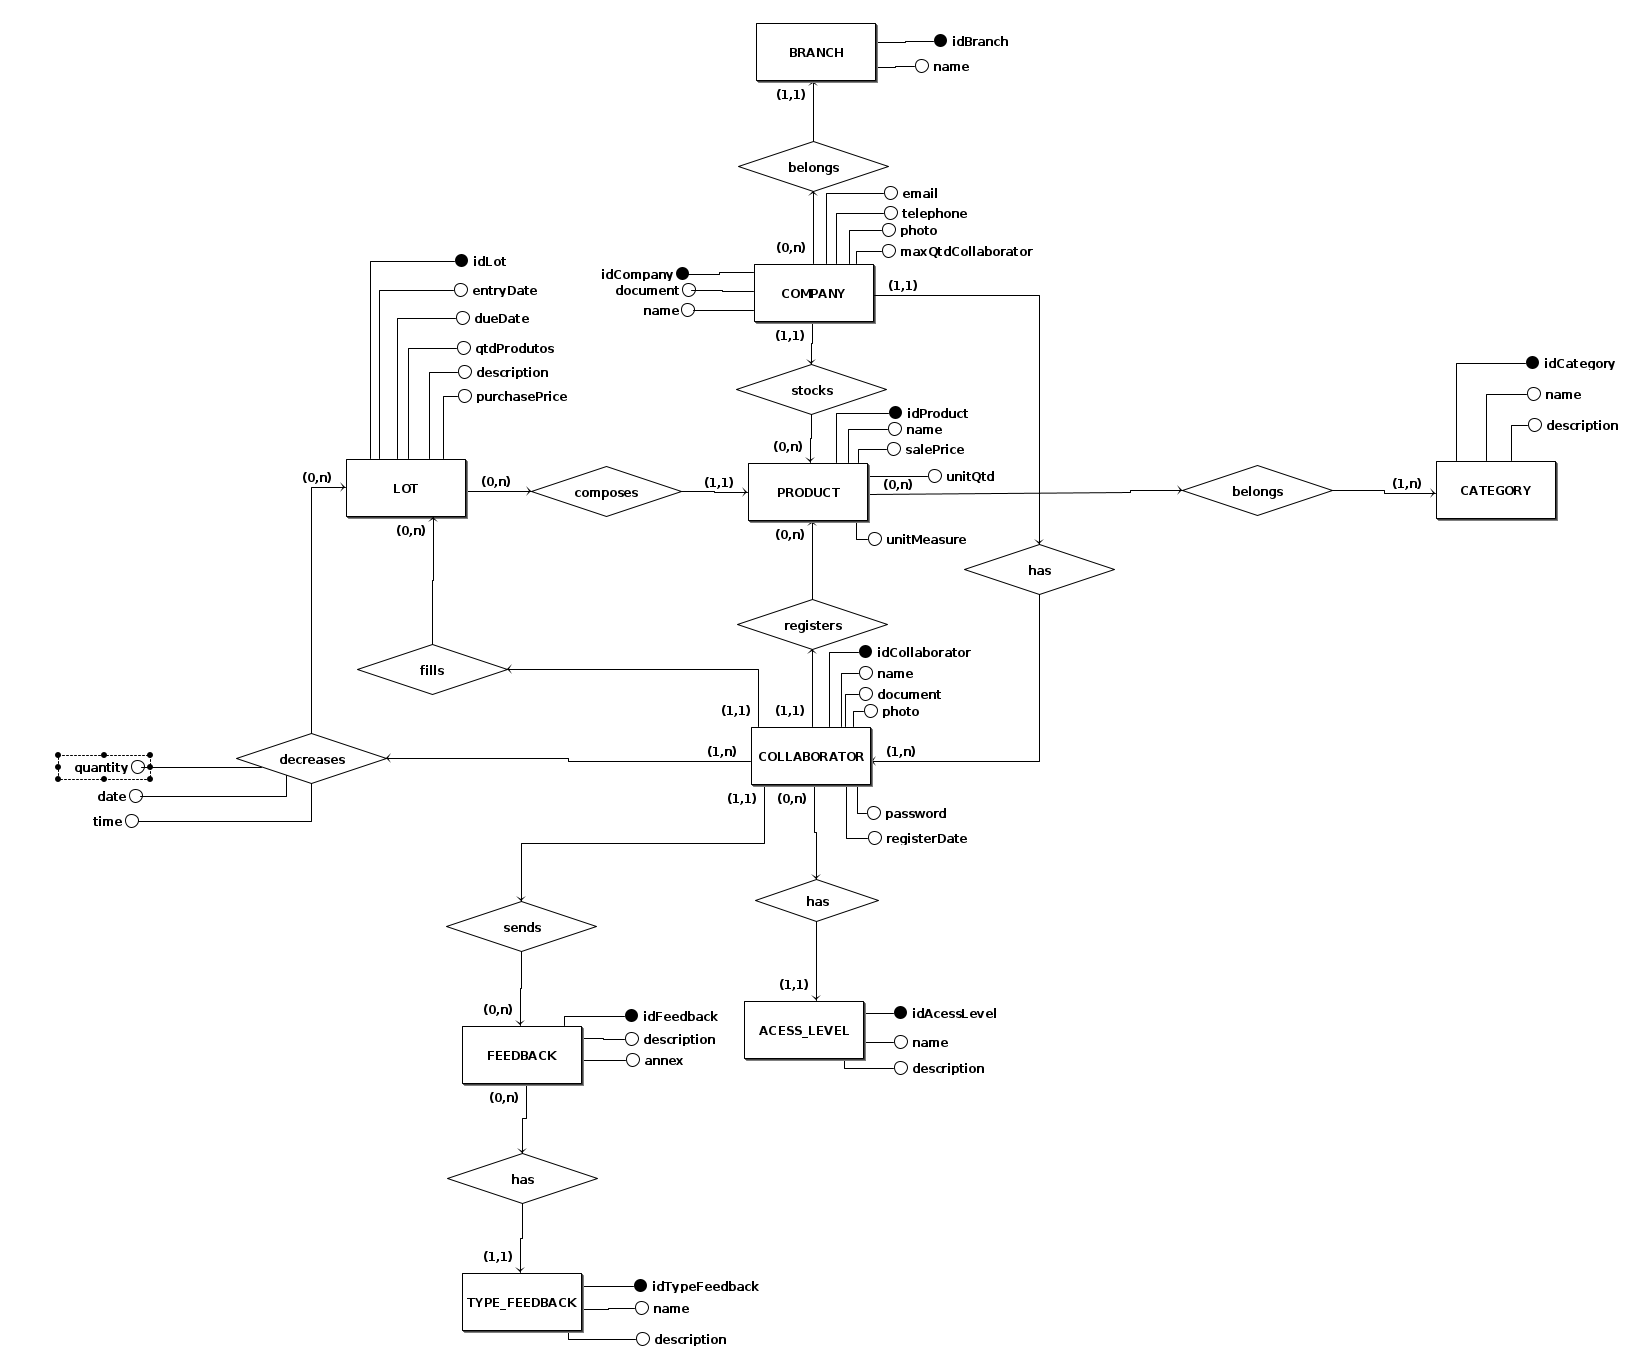 BRANCH
idBranch
name
(1,1)
belongs
(0,n)
email
telephone
photo
maxQtdCollaborator
idCompany
document
name
COMPANY
(1,1)
(1,1)
stocks
(0,n)
idLot
entryDate
dueDate
qtdProdutos
description
purchasePrice
(0,n)
LOT
(0,n)
composes
(1,1)
(0,n)
idProduct
name
salePrice
unitQtd
PRODUCT
(0,n)
unitMeasure
(0,n)
belongs
(1,n)
idCategory
name
description
CATEGORY
has
registers
fills
idCollaborator
name
document
photo
(1,1)
(1,1)
(1,n)
COLLABORATOR
(1,n)
decreases
quantity
date
time
(1,1)
(0,n)
password
registerDate
sends
has
(0,n)
(1,1)
idFeedback
description
annex
FEEDBACK
ACESS_LEVEL
idAcessLevel
name
description
(0,n)
has
(1,1)
TYPE_FEEDBACK
idTypeFeedback
name
description